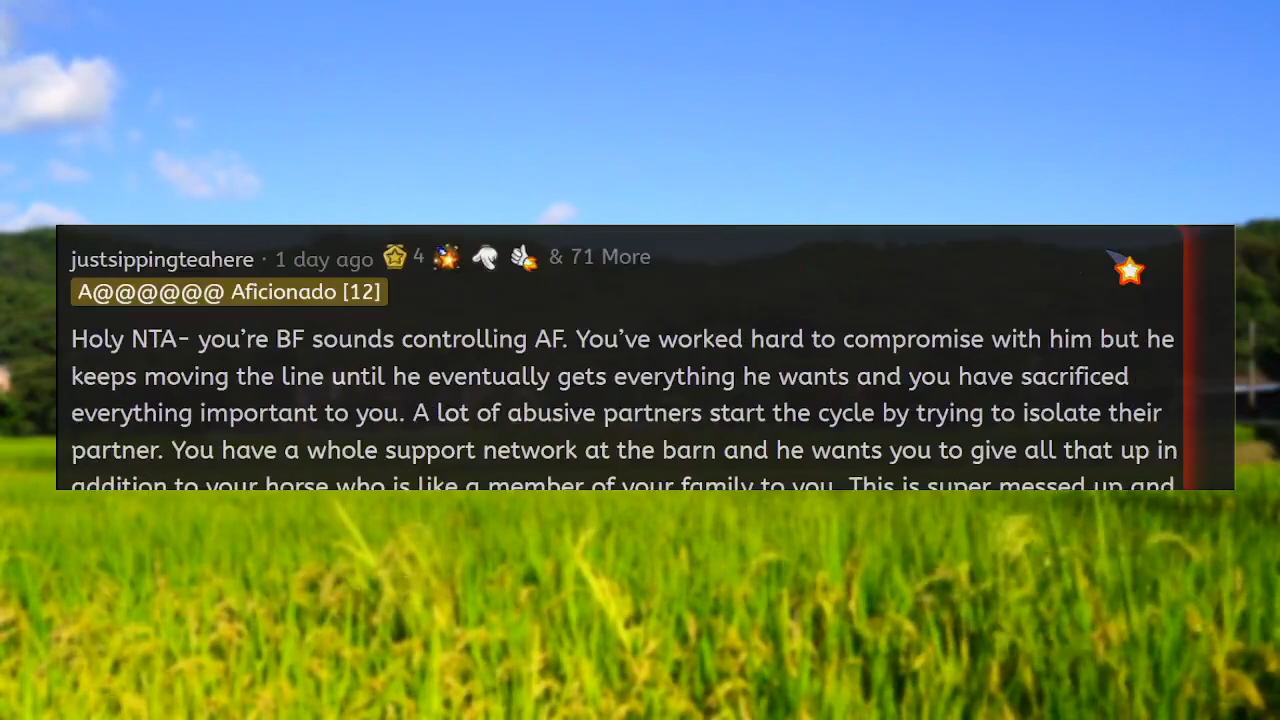 justsippingteahere · 1 day ago 4 & 71 More
A@@@@@@ Aficionado [12]
Holy NTA- you’re BF sounds controlling AF. You’ve worked hard to compromise with him but he
keeps moving the line until he eventually gets everything he wants and you have sacrificed
everything important to you. A lot of abusive partners start the cycle by trying to isolate their
partner. You have a whole support network at the barn and he wants you to give all that up in
addition to your horse who is like a member of your family to you. This is super messed up and